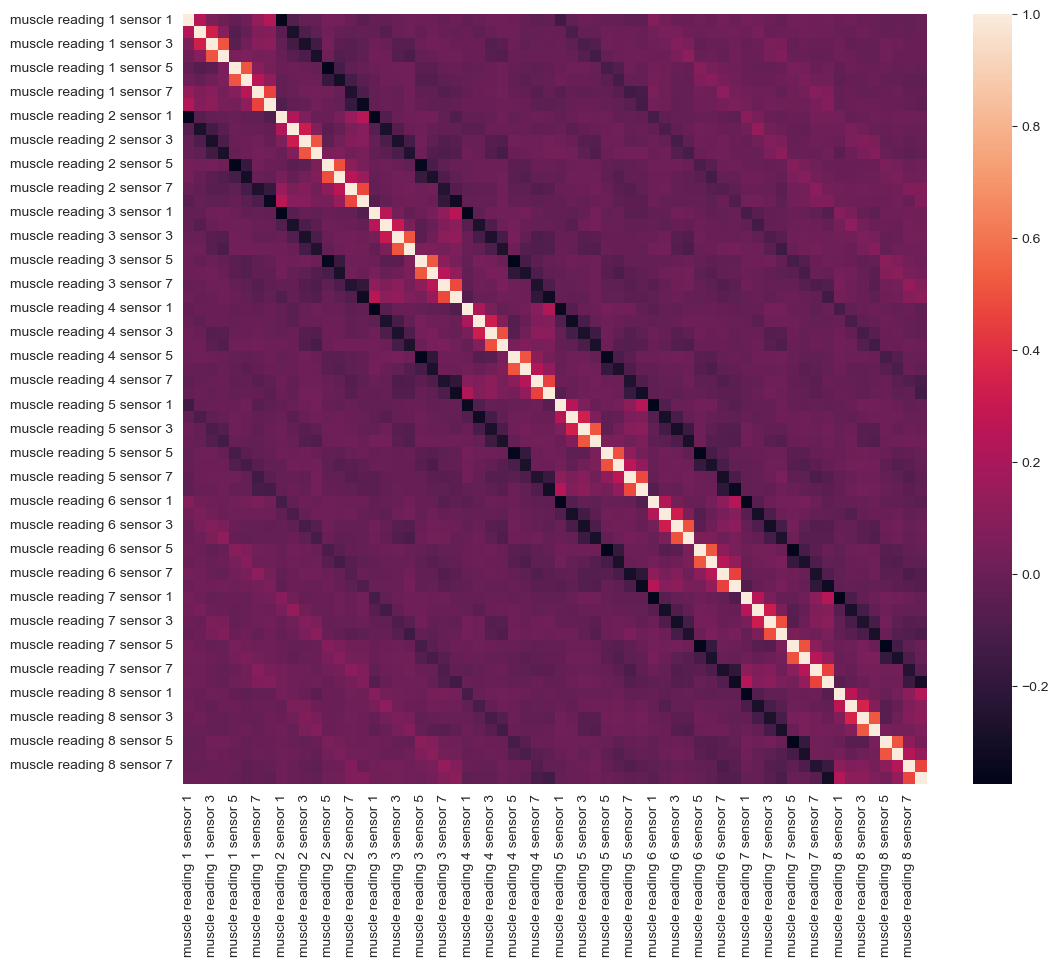 muscle reading 1 sensor 1
muscle reading 1 sensor 3
muscle reading 1 sensor 5
muscle reading 1 sensor 7
muscle reading 2 sensor 1
muscle reading 2 sensor 3
muscle reading 2 sensor 5
muscle reading 2 sensor 7
muscle reading 3 sensor 1
muscle reading 3 sensor 3
muscle reading 3 sensor 5
muscle reading 3 sensor 7
muscle reading 4 sensor 1
muscle reading 4 sensor 3
muscle reading 4 sensor 5
muscle reading 4 sensor 7
muscle reading 5 sensor 1
muscle reading 5 sensor 3
muscle reading 5 sensor 5
muscle reading 5 sensor 7
muscle reading 6 sensor 1
muscle reading 6 sensor 3
muscle reading 6 sensor 5
muscle reading 6 sensor 7
muscle reading 7 sensor 1
muscle reading 7 sensor 3
muscle reading 7 sensor 5
muscle reading 7 sensor 7
muscle reading 8 sensor 1
muscle reading 8 sensor 3
muscle reading 8 sensor 5
muscle reading 8 sensor 7
muscle reading 1 sensor 1
muscle reading 1 sensor 3
muscle reading 1 sensor 5
muscle reading 1 sensor 7
muscle reading 2 sensor 1
muscle reading 2 sensor 3
muscle reading 2 sensor 5
muscle reading 2 sensor 7
muscle reading 3 sensor 1
muscle reading 3 sensor 3
muscle reading 3 sensor 5
muscle reading 3 sensor 7
muscle reading 4 sensor 1
muscle reading 4 sensor 3
muscle reading 4 sensor 5
muscle reading 4 sensor 7
muscle reading 5 sensor 1
muscle reading 5 sensor 3
muscle reading 5 sensor 5
muscle reading 5 sensor 7
muscle reading 6 sensor 1
muscle reading 6 sensor 3
muscle reading 6 sensor 5
muscle reading 6 sensor 7
muscle reading 7 sensor 1
muscle reading 7 sensor 3
muscle reading 7 sensor 5
muscle reading 7 sensor 7
muscle reading 8 sensor 1
muscle reading 8 sensor 3
muscle reading 8 sensor 5
muscle reading 8 sensor 7
1.0
0.8
0.6
0.4
0.2
0.0
−0.2